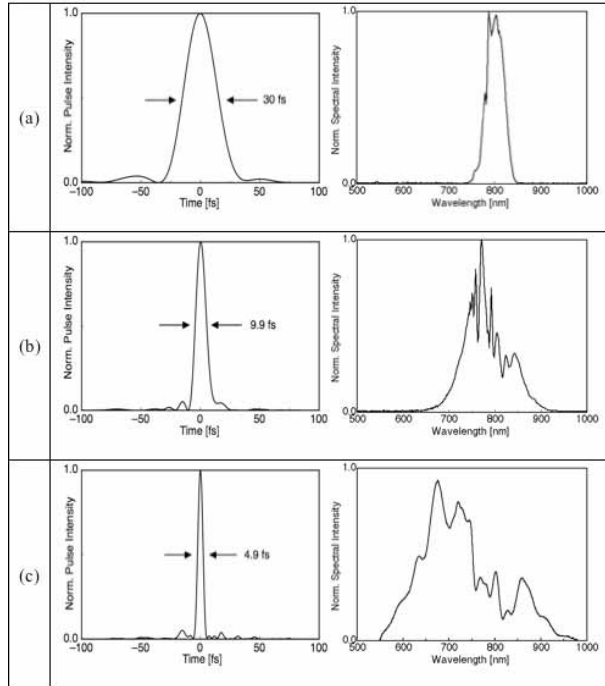 (a)
Norm. Pulse Intensity
1.0
30 fs
0.0
−100 −50 0 50 100
Time [fs]
Norm. Spectral Intensity
1.0
0.0
500 600 700 800 900 1000
Wavelength [nm]
(b)
Norm. Pulse Intensity
1.0
9.9 fs
0.0
−100 −50 0 50 100
Time [fs]
Norm. Spectral Intensity
1.0
0.0
500 600 700 800 900 1000
Wavelength [nm]
(c)
Norm. Pulse Intensity
1.0
4.9 fs
0.0
−100 −50 0 50 100
Time [fs]
Norm. Spectral Intensity
1.0
0.0
500 600 700 800 900 1000
Wavelength [nm]